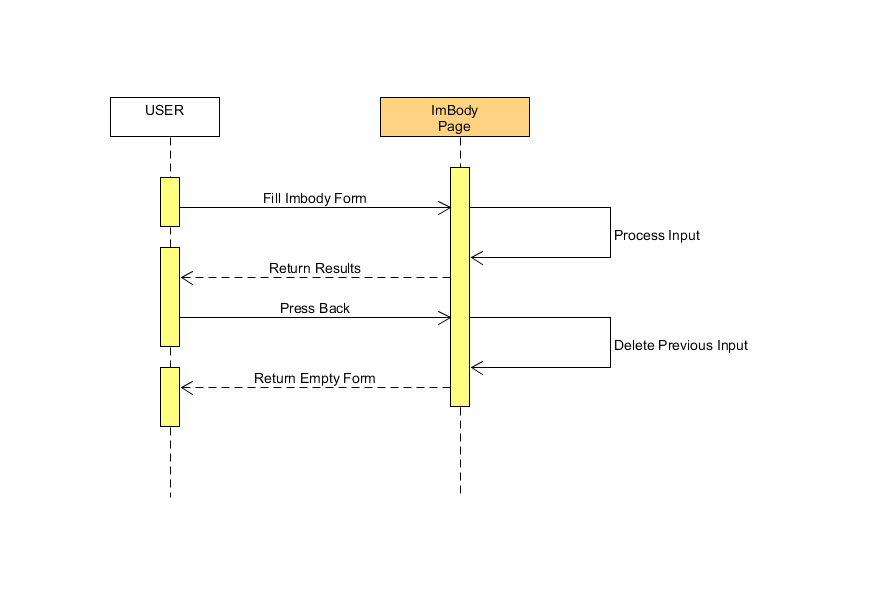 USER
ImBody
Page
Fill Imbody Form
Process Input
Return Results
Press Back
Delete Previous Input
Return Empty Form